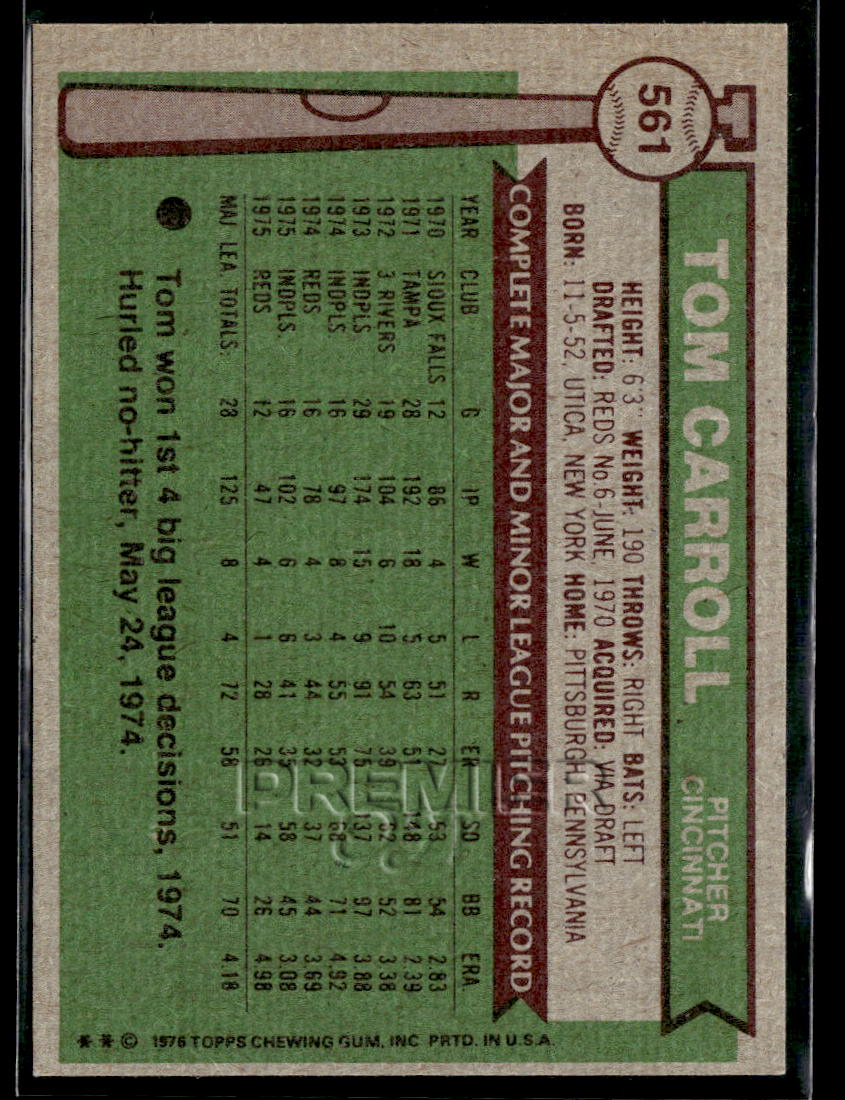 561
TOM CARROLL
PITCHER
CINCINNATI
HEIGHT: 6'3" WEIGHT: 190 THROWS: RIGHT BATS: LEFT
DRAFTED: REDS No. 6-JUNE, 1970 ACQUIRED: VIA DRAFT
BORN: 11-5-52, UTICA, NEW YORK HOME: PITTSBURGH, PENNSYLVANIA
COMPLETE MAJOR AND MINOR LEAGUE PITCHING RECORD
YEAR CLUB G IP W L R ER SO BB ERA
1970 SIOUX FALLS 12 86 4 5 51 27 53 54 2.83
1971 TAMPA 28 192 18 5 63 51 148 81 2.39
1972 3 RIVERS 19 104 6 10 54 39 52 3.38
1973 INDPLS 29 174 15 9 91 75 137 97 3.88
1974 INDPLS 16 97 8 4 55 53 68 71 4.92
1974 REDS 16 78 4 3 44 32 37 44 3.69
1975 INDPLS. 16 102 6 6 41 35 58 45 3.08
1975 REDS 12 47 4 1 28 26 14 26 4.98
MAJ. LEA. TOTALS. 28 125 8 4 72 58 51 70 4.18
Tom won 1st 4 big league decisions, 1974.
Hurled no-hitter, May 24, 1974.
** © 1976 TOPPS CHEWING GUM, INC PRTD. IN U.S.A.